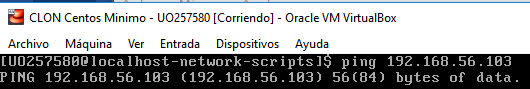 CLON Centos Minimo - UO257580 [Corriendo] - Oracle VM VirtualBox
Archivo Máquina Ver Entrada Dispositivos Ayuda
[UO257580@localhost-network-scripts]$ ping 192.168.56.103
PING 192.168.56.103 (192.168.56.103) 56(84) bytes of data.